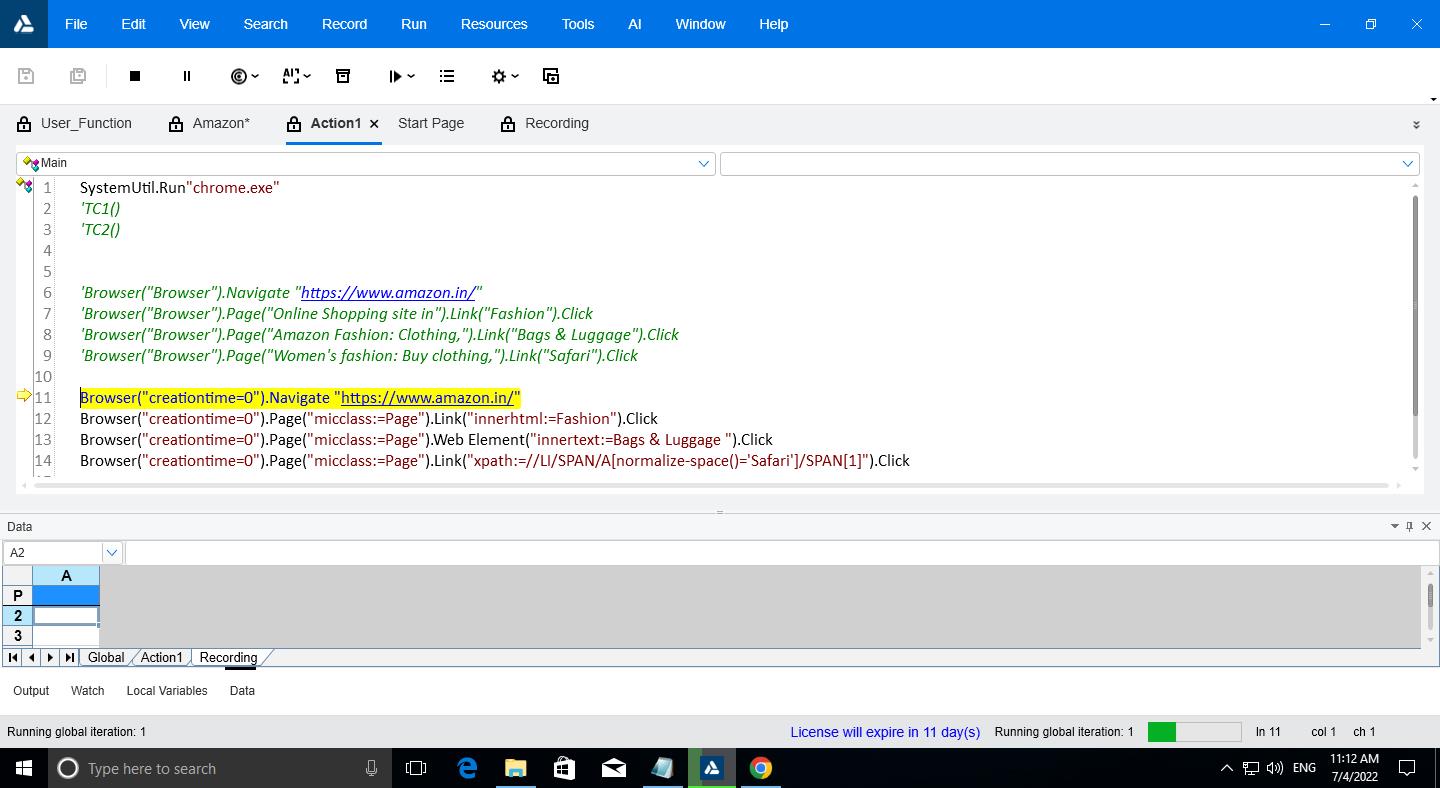 File Edit View Search Record Run Resources Tools AI Window Help
AI
User_Function Amazon* Action1 Start Page Recording
Main
1 SystemUtil.Run"chrome.exe"
2 'TC1()
3 'TC2()
4
5
6 'Browser("Browser").Navigate "https://www.amazon.in/"
7 'Browser("Browser").Page("Online Shopping site in").Link("Fashion").Click
8 'Browser("Browser").Page("Amazon Fashion: Clothing,").Link("Bags & Luggage").Click
9 'Browser("Browser").Page("Women's fashion: Buy clothing,").Link("Safari").Click
10
11 Browser("creationtime=0").Navigate "https://www.amazon.in/"
12 Browser("creationtime=0").Page("micclass:=Page").Link("innerhtml:=Fashion").Click
13 Browser("creationtime=0").Page("micclass:=Page").Web Element("innertext:=Bags & Luggage ").Click
14 Browser("creationtime=0").Page("micclass:=Page").Link("xpath:=//LI/SPAN/A[normalize-space()='Safari']/SPAN[1]").Click
Data
A2
A
P
2
3
Global Action1 Recording
Output Watch Local Variables Data
Running global iteration: 1 License will expire in 11 day(s) Running global iteration: 1 ln 11 col 1 ch 1
Type here to search ENG 11:12 AM
7/4/2022